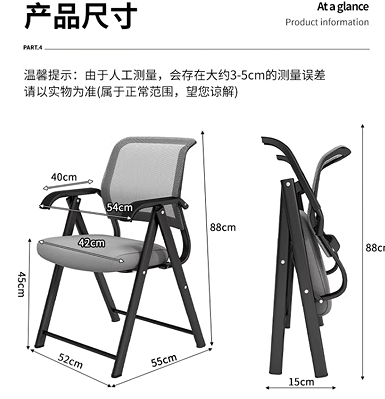 产品尺寸
At a glance
Product information
PART.4
温馨提示：由于人工测量，会存在大约3-5cm的测量误差
请以实物为准(属于正常范围，望您谅解)
40cm
54cm
42cm
88cm
45cm
52cm
55cm
88cm
15cm